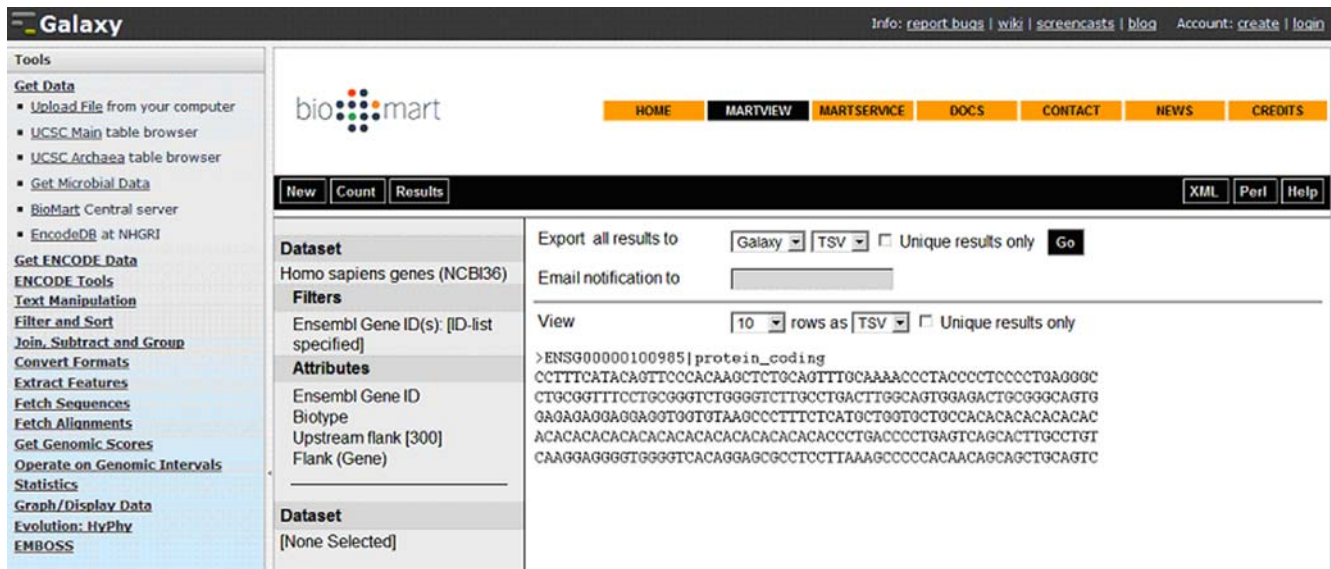 Galaxy
Info: report bugs | wiki | screencasts | blog Account: create | login
Tools
Get Data
Upload File from your computer
UCSC Main table browser
UCSC Archaea table browser
Get Microbial Data
BioMart Central server
EncodeDB at NHGRI
Get ENCODE Data
ENCODE Tools
Text Manipulation
Filter and Sort
Join, Subtract and Group
Convert Formats
Extract Features
Fetch Sequences
Fetch Alignments
Get Genomic Scores
Operate on Genomic Intervals
Statistics
Graph/Display Data
Evolution: HyPhy
EMBOSS
bio mart
HOME MARTVIEW MARTSERVICE DOCS CONTACT NEWS CREDITS
New Count Results
XML Perl Help
Dataset
Homo sapiens genes (NCBI36)
Filters
Ensembl Gene ID(s): [ID-list
specified]
Attributes
Ensembl Gene ID
Biotype
Upstream flank [300]
Flank (Gene)
Dataset
[None Selected]
Export all results to Galaxy TSV Unique results only Go
Email notification to
View 10 rows as TSV Unique results only
>ENSG00000100985|protein_coding
CCTTTCATACAGTTCCCACAAGCTCTGCAGTTTGCAAAACCCTACCCCTCCCCTGAGGGC
CTGCGGTTTCCTGCGGGTCTGGGGTCTTGCCTGACTTGGCAGTGGAGACTGCGGGCAGTG
GAGAGAGGAGGAGGTGGTGTAAGCCCTTTCTCATGCTGGTGCTGCCACACACACACACAC
ACACACACACACACACACACACACACACACACACCCTGACCCCTGAGTCAGCACTTGCCTGT
CAAGGAGGGGTGGGGTCACAGGAGCGCCTCCTTAAAGCCCCCACAACAGCAGCTGCAGTC